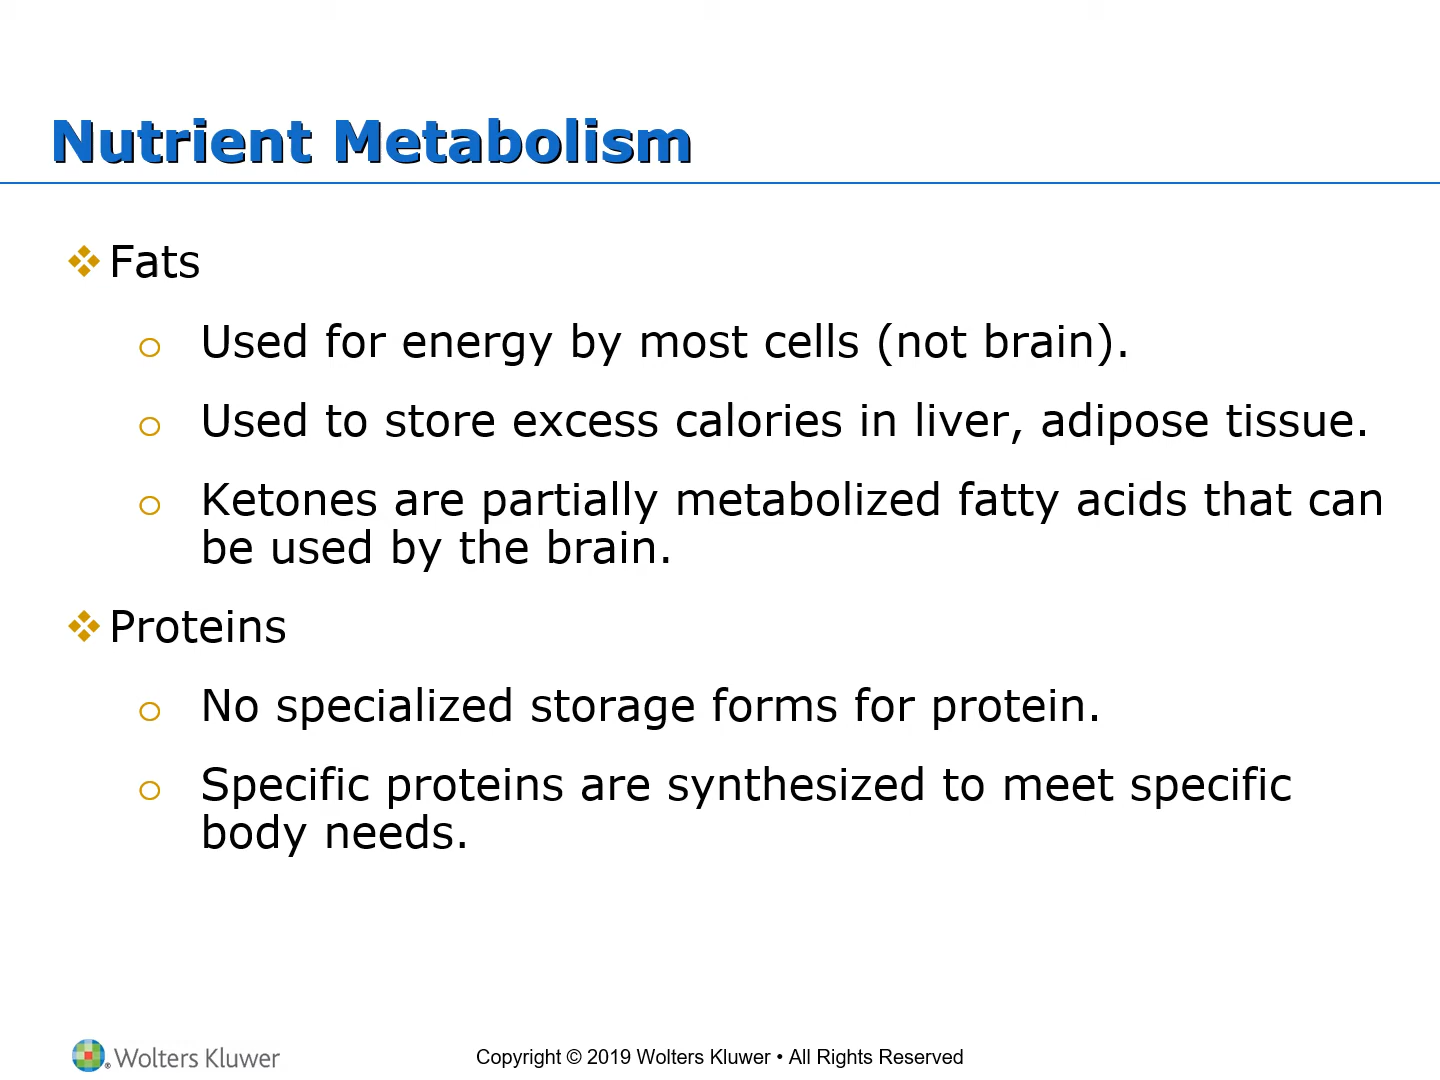 Nutrient Metabolism
Fats
Used for energy by most cells (not brain).
Used to store excess calories in liver, adipose tissue.
Ketones are partially metabolized fatty acids that can
be used by the brain.
Proteins
No specialized storage forms for protein.
Specific proteins are synthesized to meet specific
body needs.
Wolters Kluwer
Copyright © 2019 Wolters Kluwer • All Rights Reserved